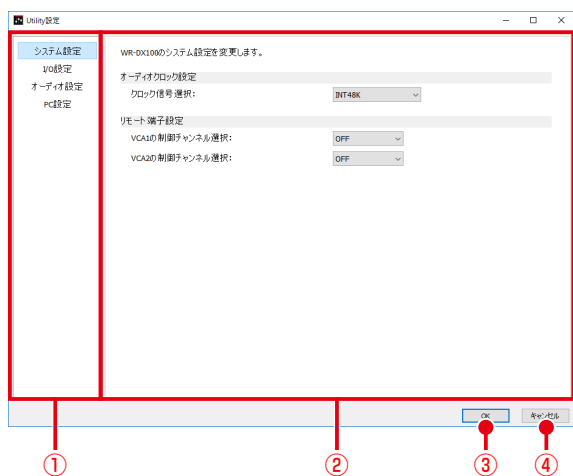 Utility設定
システム設定
I/O設定
オーディオ設定
PC設定
WR-DX100のシステム設定を変更します。
オーディオクロック設定
クロック信号選択： INT48K
リモート端子設定
VCA1の制御チャンネル選択： OFF
VCA2の制御チャンネル選択： OFF
OK キャンセル
① ② ③ ④